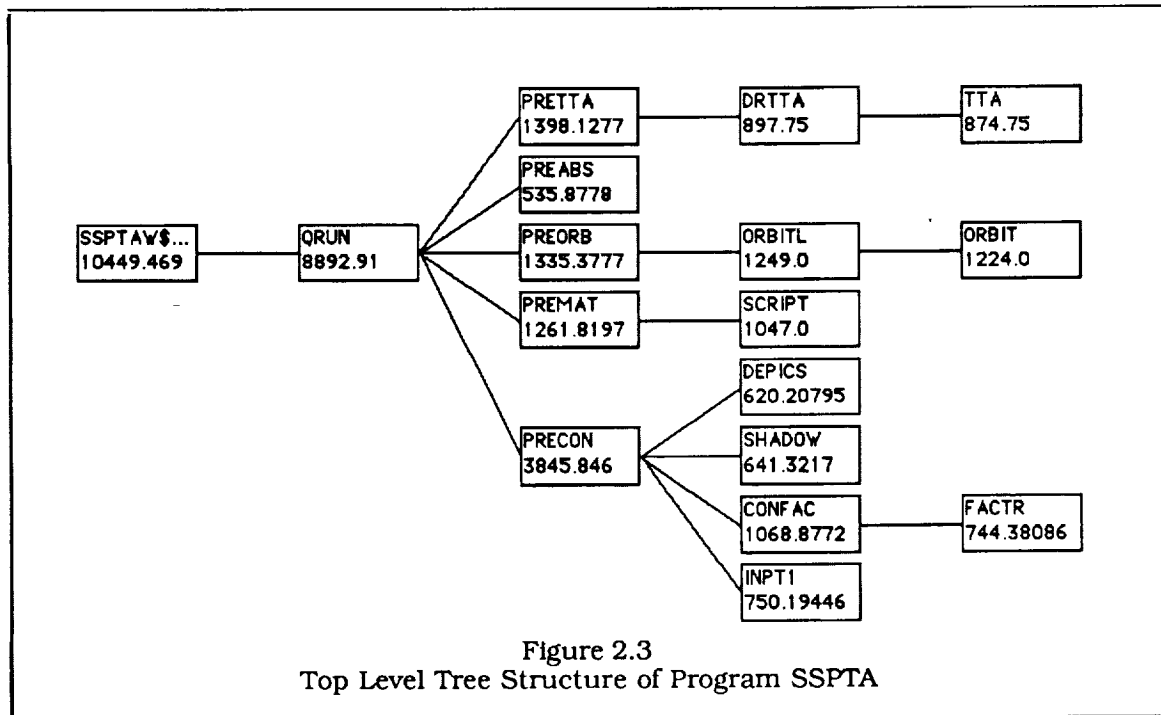 PRETTA
1398.1277
DRTTA
897.75
TTA
874.75
PREABS
535.8778
SSPTAW$...
10449.469
QRUN
8892.91
PREORB
1335.3777
ORBITL
1249.0
ORBIT
1224.0
PREMAT
1261.8197
SCRIPT
1047.0
DEPICS
620.20795
PRECON
3845.846
SHADOW
641.3217
CONFAC
1068.8772
FACTR
744.38086
INPT1
750.19446
Figure 2.3
Top Level Tree Structure of Program SSPTA